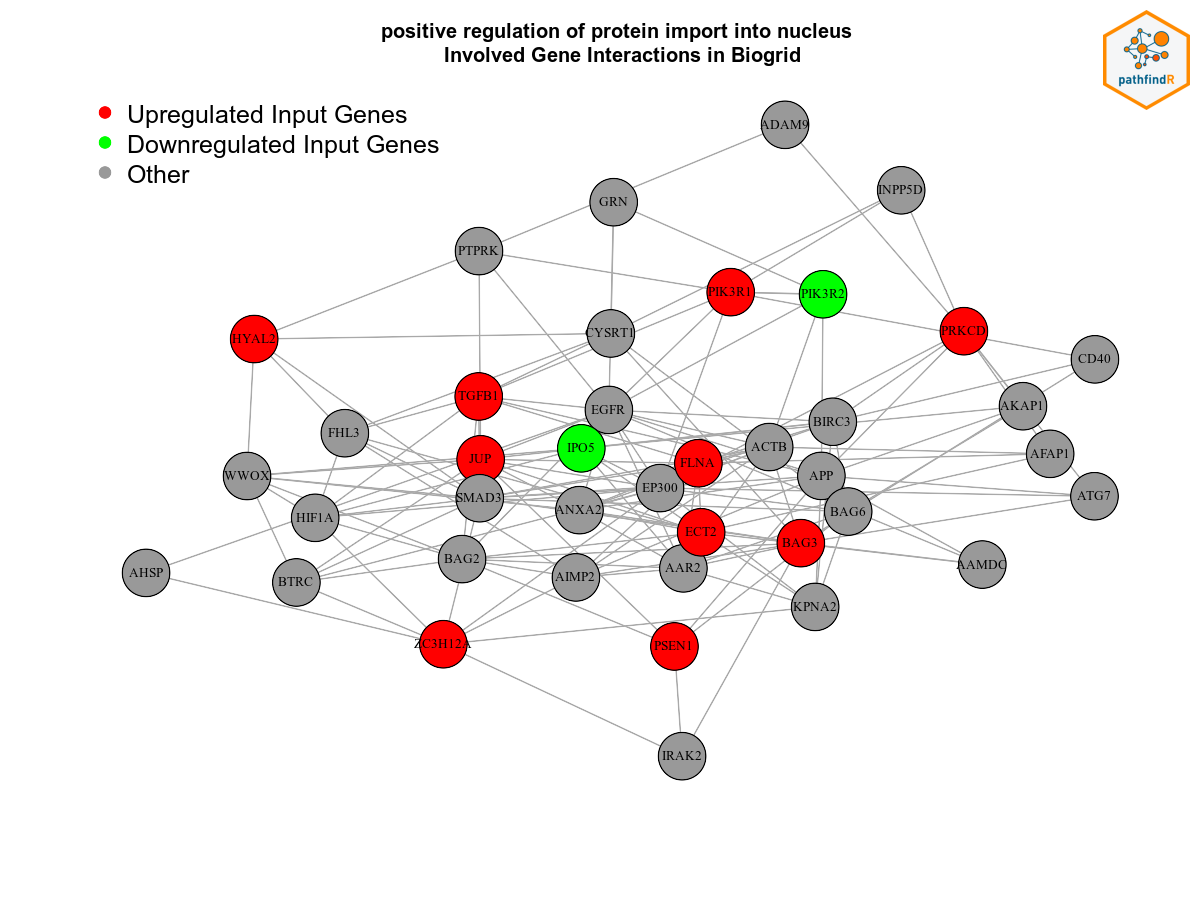 positive regulation of protein import into nucleus
Involved Gene Interactions in Biogrid
pathfindR
Upregulated Input Genes
Downregulated Input Genes
Other
ADAM9
INPP5D
GRN
PTPRK
PIK3R1
PIK3R2
PRKCD
CYSRT1
HYAL2
CD40
TGFB1
AKAP1
EGFR
BIRC3
FHL3
IPO5
ACTB
AFAP1
JUP
FLNA
WWOX
APP
EP300
SMAD3
ATG7
ANXA2
BAG6
HIF1A
ECT2
BAG3
BAG2
AAMDC
AHSP
AAR2
AIMP2
BTRC
KPNA2
ZC3H12A
PSEN1
IRAK2